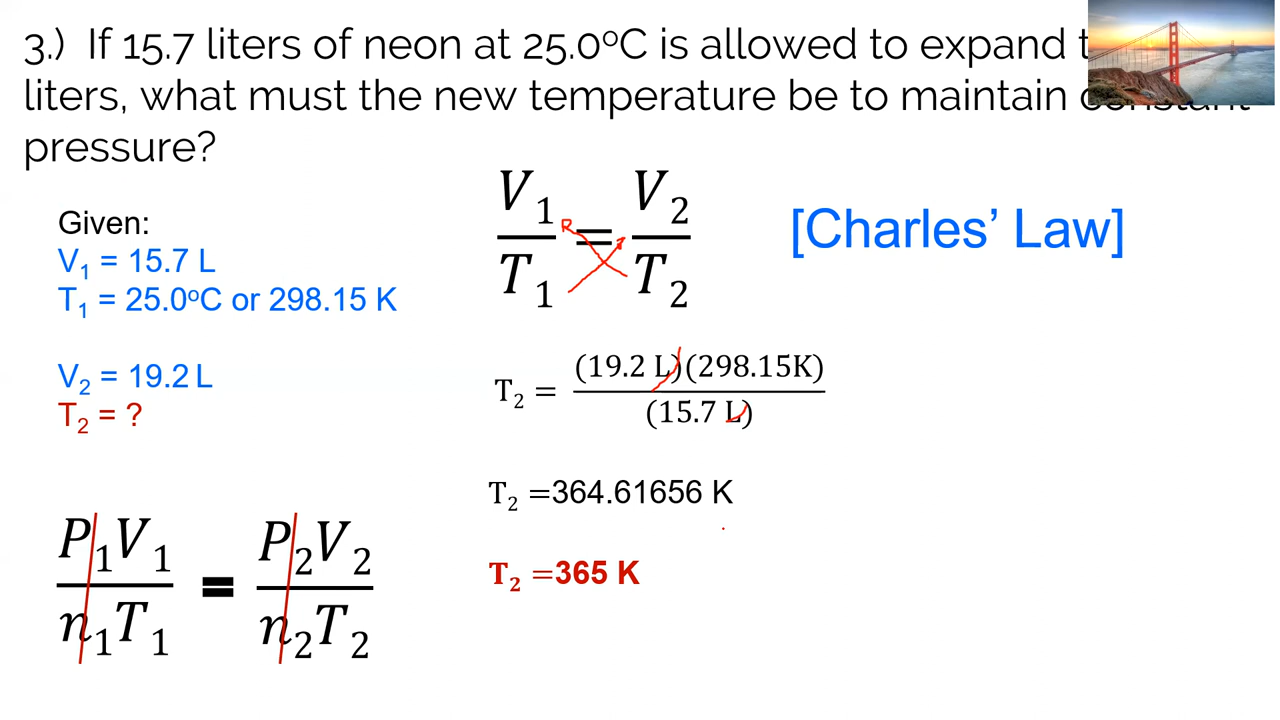 3.) If 15.7 liters of neon at 25.0⁰C is allowed to expand
liters, what must the new temperature be to maintain constant
pressure?
Given:
V₁ = 15.7 L
T₁ = 25.0⁰C or 298.15 K
V₂ = 19.2 L
T₂ = ?
V₁/T₁ = V₂/T₂
[Charles’ Law]
T₂ = (19.2 L)(298.15K)/(15.7 L)
T₂ =364.61656 K
T₂ =365 K
P₁V₁/n₁T₁ = P₂V₂/n₂T₂